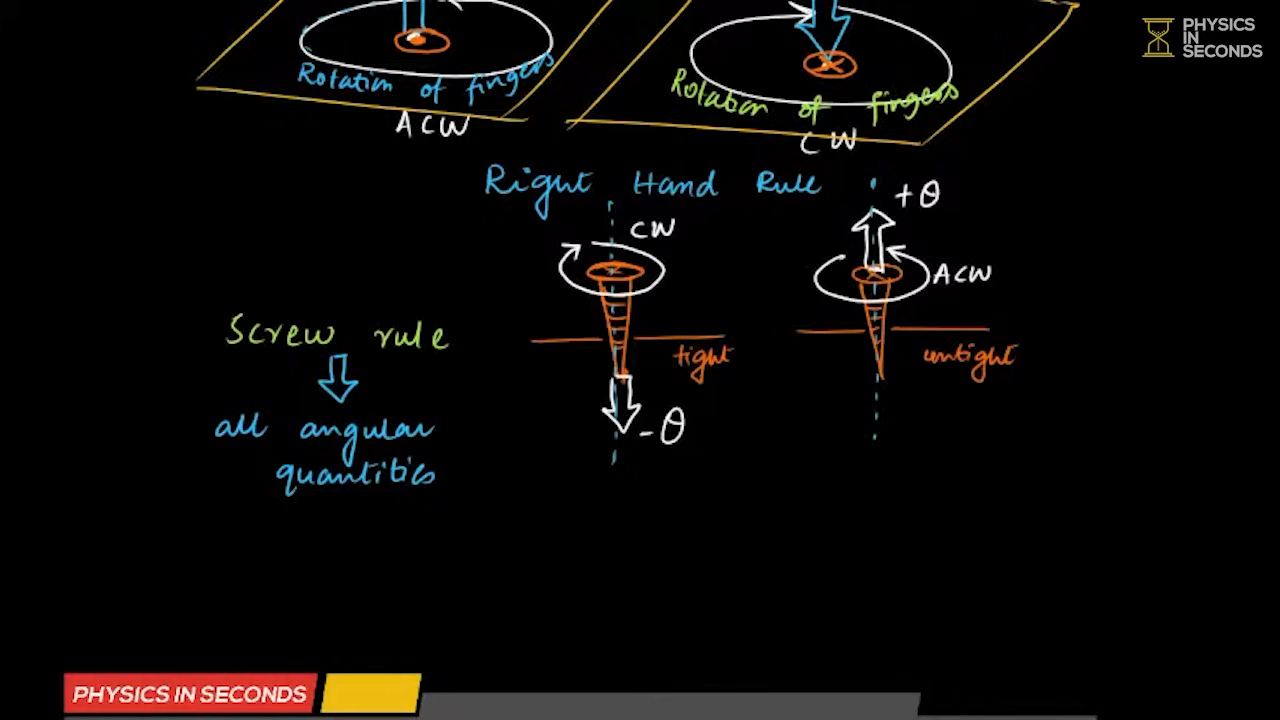 PHYSICS
IN
SECONDS
Rotation of fingers
ACW
Rotation of fingers
CW
Right Hand Rule
CW
tight
-θ
+θ
ACW
untight
Screw rule
all angular
quantities
PHYSICS IN SECONDS